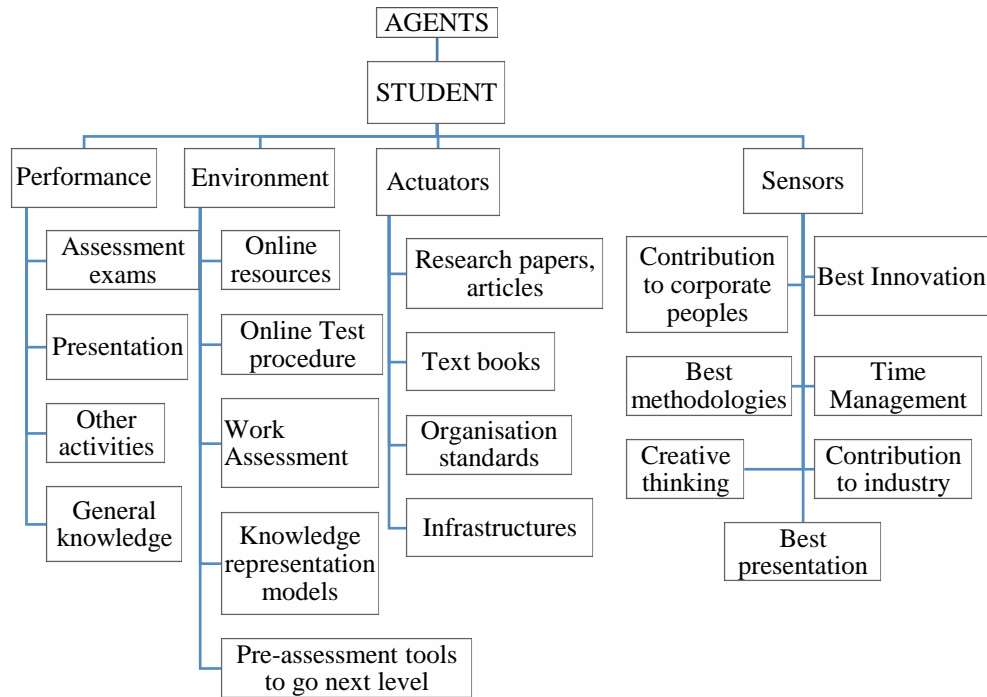 AGENTS
STUDENT
Performance
Environment
Actuators
Sensors
Assessment
exams
Presentation
Other
activities
General
knowledge
Online
resources
Online Test
procedure
Work
Assessment
Knowledge
representation
models
Pre-assessment tools
to go next level
Research papers,
articles
Text books
Organisation
standards
Infrastructures
Contribution
to corporate
peoples
Best Innovation
Best
methodologies
Time
Management
Creative
thinking
Contribution
to industry
Best
presentation